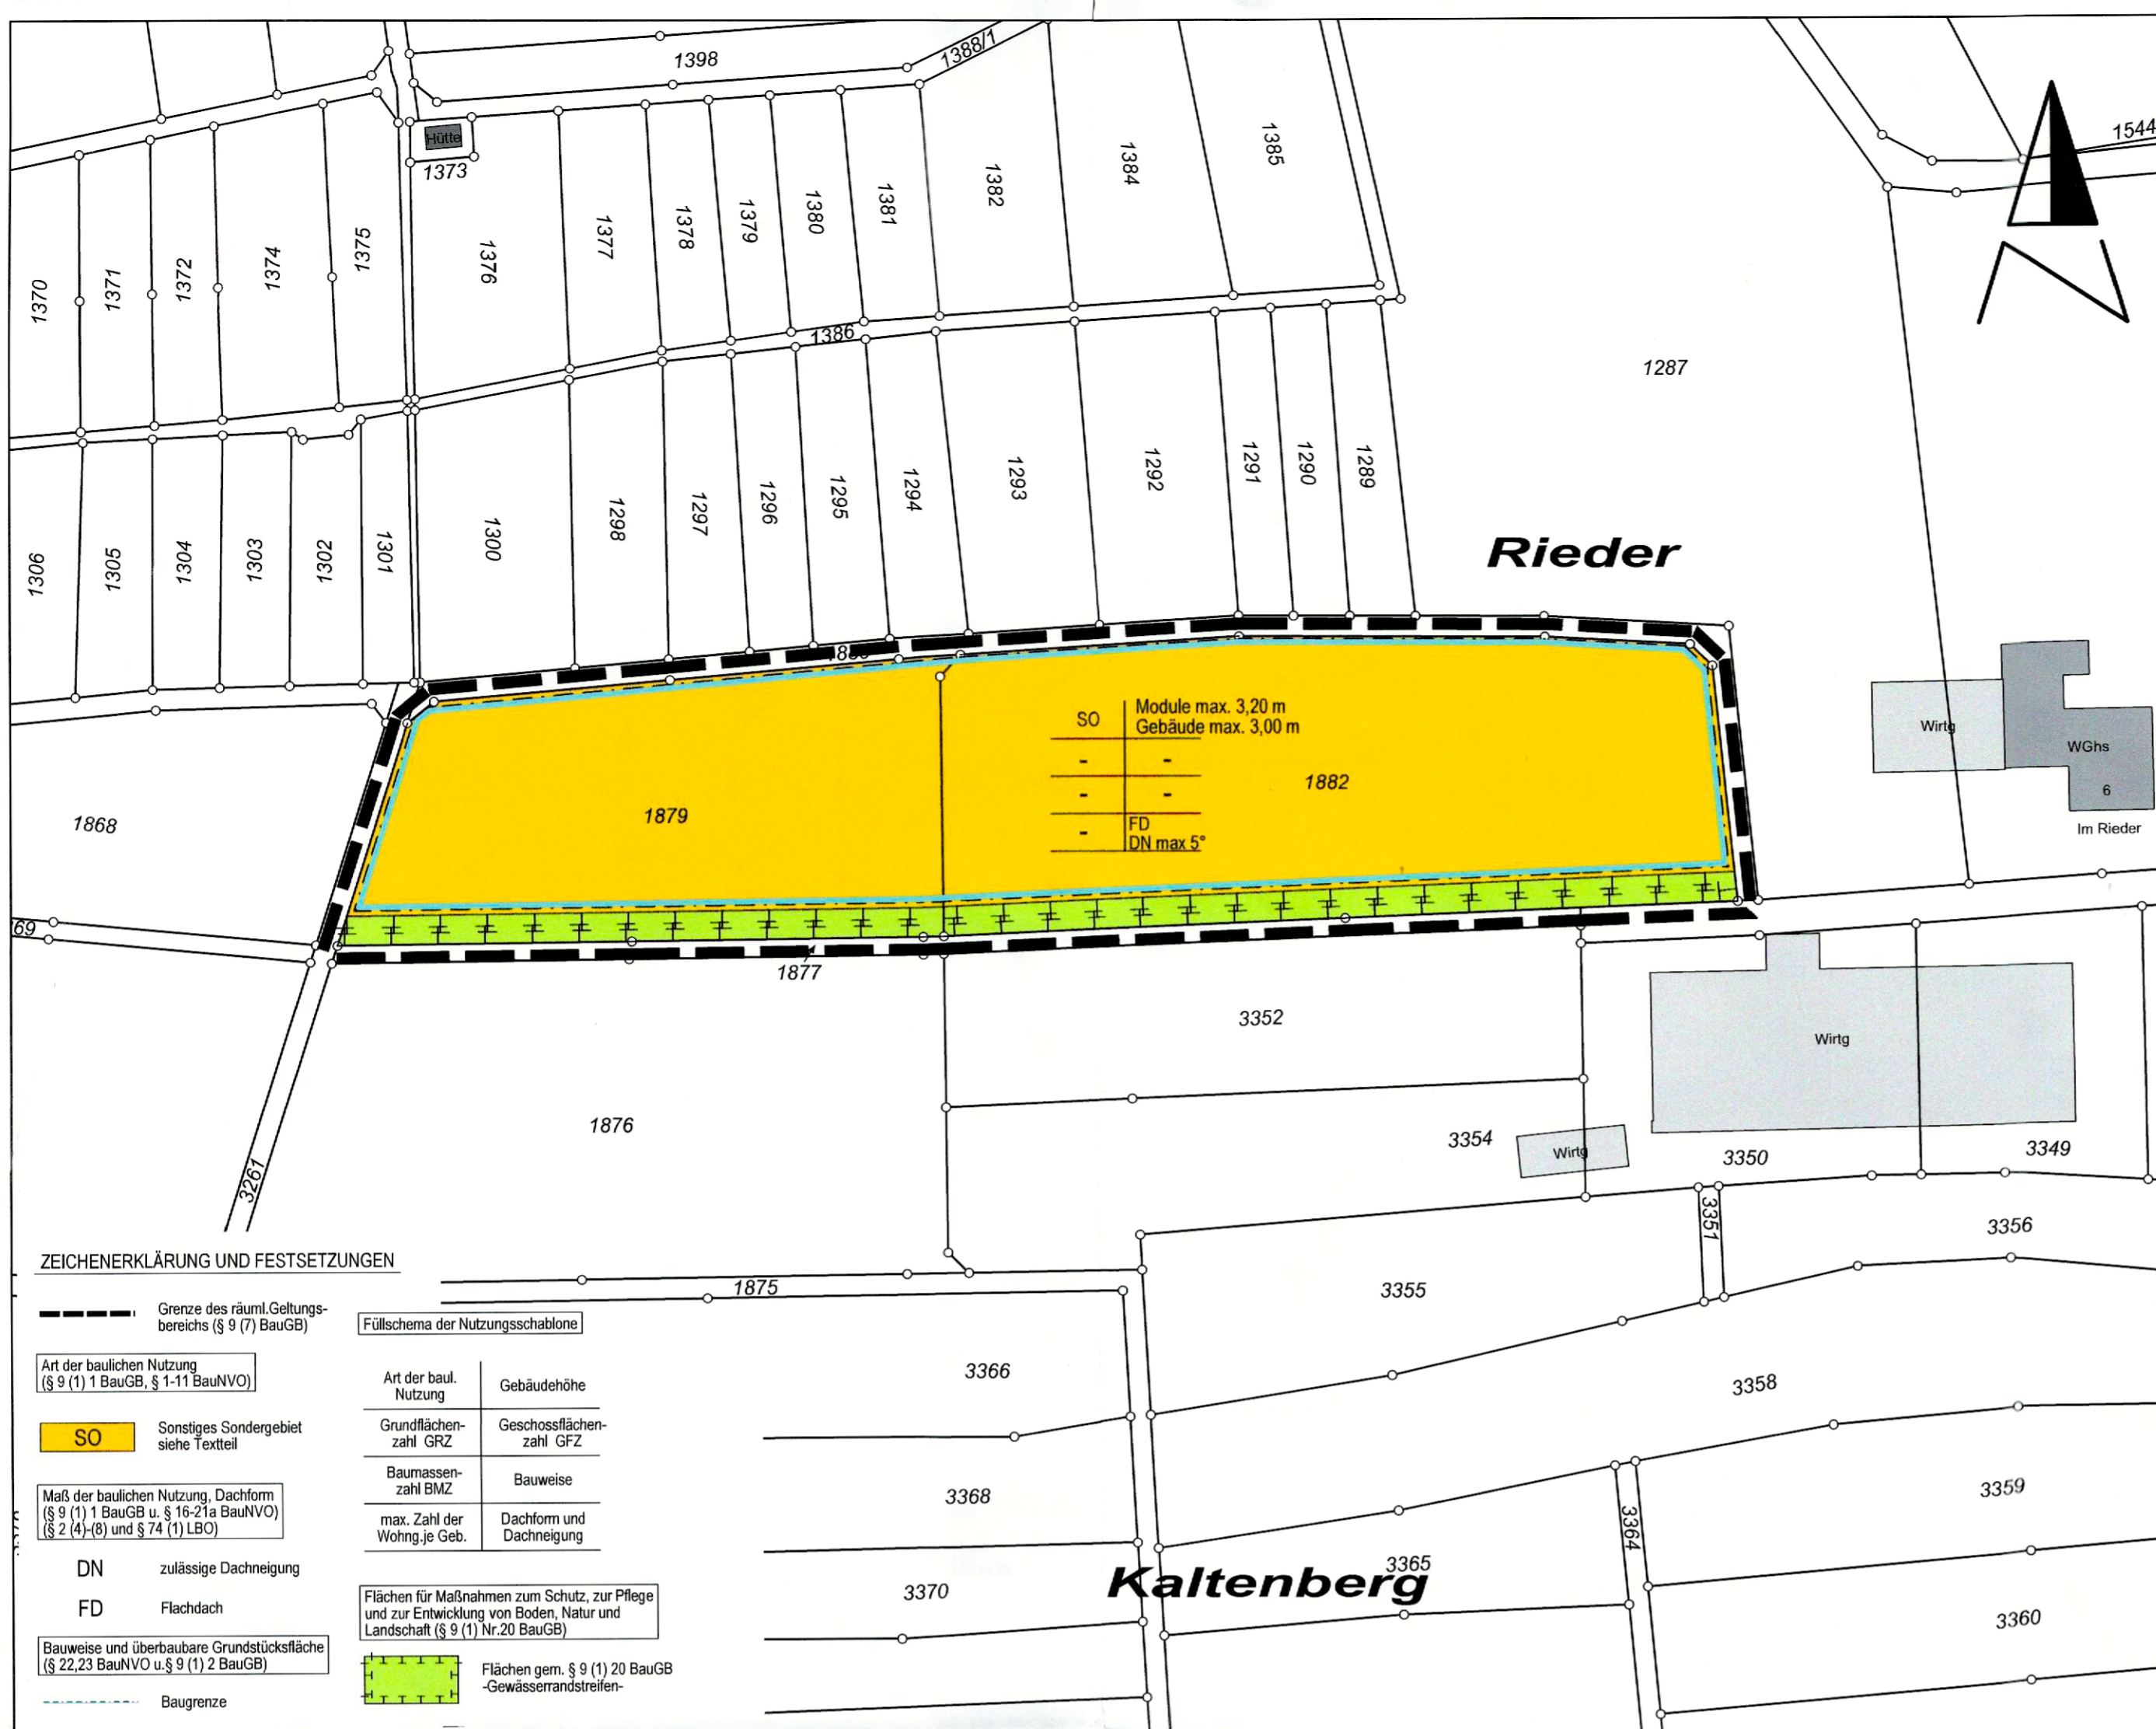 1398
1388/1
1544
Hütte
1373
1385
1384
1382
1381
1380
1379
1378
1377
1376
1375
1374
1372
1371
1370
1386
1287
1289
1290
1291
1292
1293
1294
1295
1296
1297
1298
1300
1301
1302
1303
1304
1305
1306
Rieder
SO
Module max. 3,20 m
Gebäude max. 3,00 m
-
-
-
-
-
FD
DN max 5°
1879
1882
1868
Wirtg
WGhs
6
Im Rieder
69
1877
3352
Wirtg
1876
3354
Wirtg
3350
3349
3261
3351
3356
1875
3355
3366
3358
3368
3359
3364
3365
Kaltenberg
3370
3360
ZEICHENERKLÄRUNG UND FESTSETZUNGEN
Grenze des räuml.Geltungs-
bereichs (§ 9 (7) BauGB)
Art der baulichen Nutzung
(§ 9 (1) 1 BauGB, § 1-11 BauNVO)
SO
Sonstiges Sondergebiet
siehe Textteil
Maß der baulichen Nutzung, Dachform
(§ 9 (1) 1 BauGB u. § 16-21a BauNVO)
(§ 2 (4)-(8) und § 74 (1) LBO)
DN
zulässige Dachneigung
FD
Flachdach
Bauweise und überbaubare Grundstücksfläche
(§ 22,23 BauNVO u.§ 9 (1) 2 BauGB)
Baugrenze
Füllschema der Nutzungsschablone
Art der baul.
Nutzung
Gebäudehöhe
Grundflächen-
zahl GRZ
Geschossflächen-
zahl GFZ
Baumassen-
zahl BMZ
Bauweise
max. Zahl der
Wohng.je Geb.
Dachform und
Dachneigung
Flächen für Maßnahmen zum Schutz, zur Pflege
und zur Entwicklung von Boden, Natur und
Landschaft (§ 9 (1) Nr.20 BauGB)
Flächen gem. § 9 (1) 20 BauGB
-Gewässerrandstreifen-